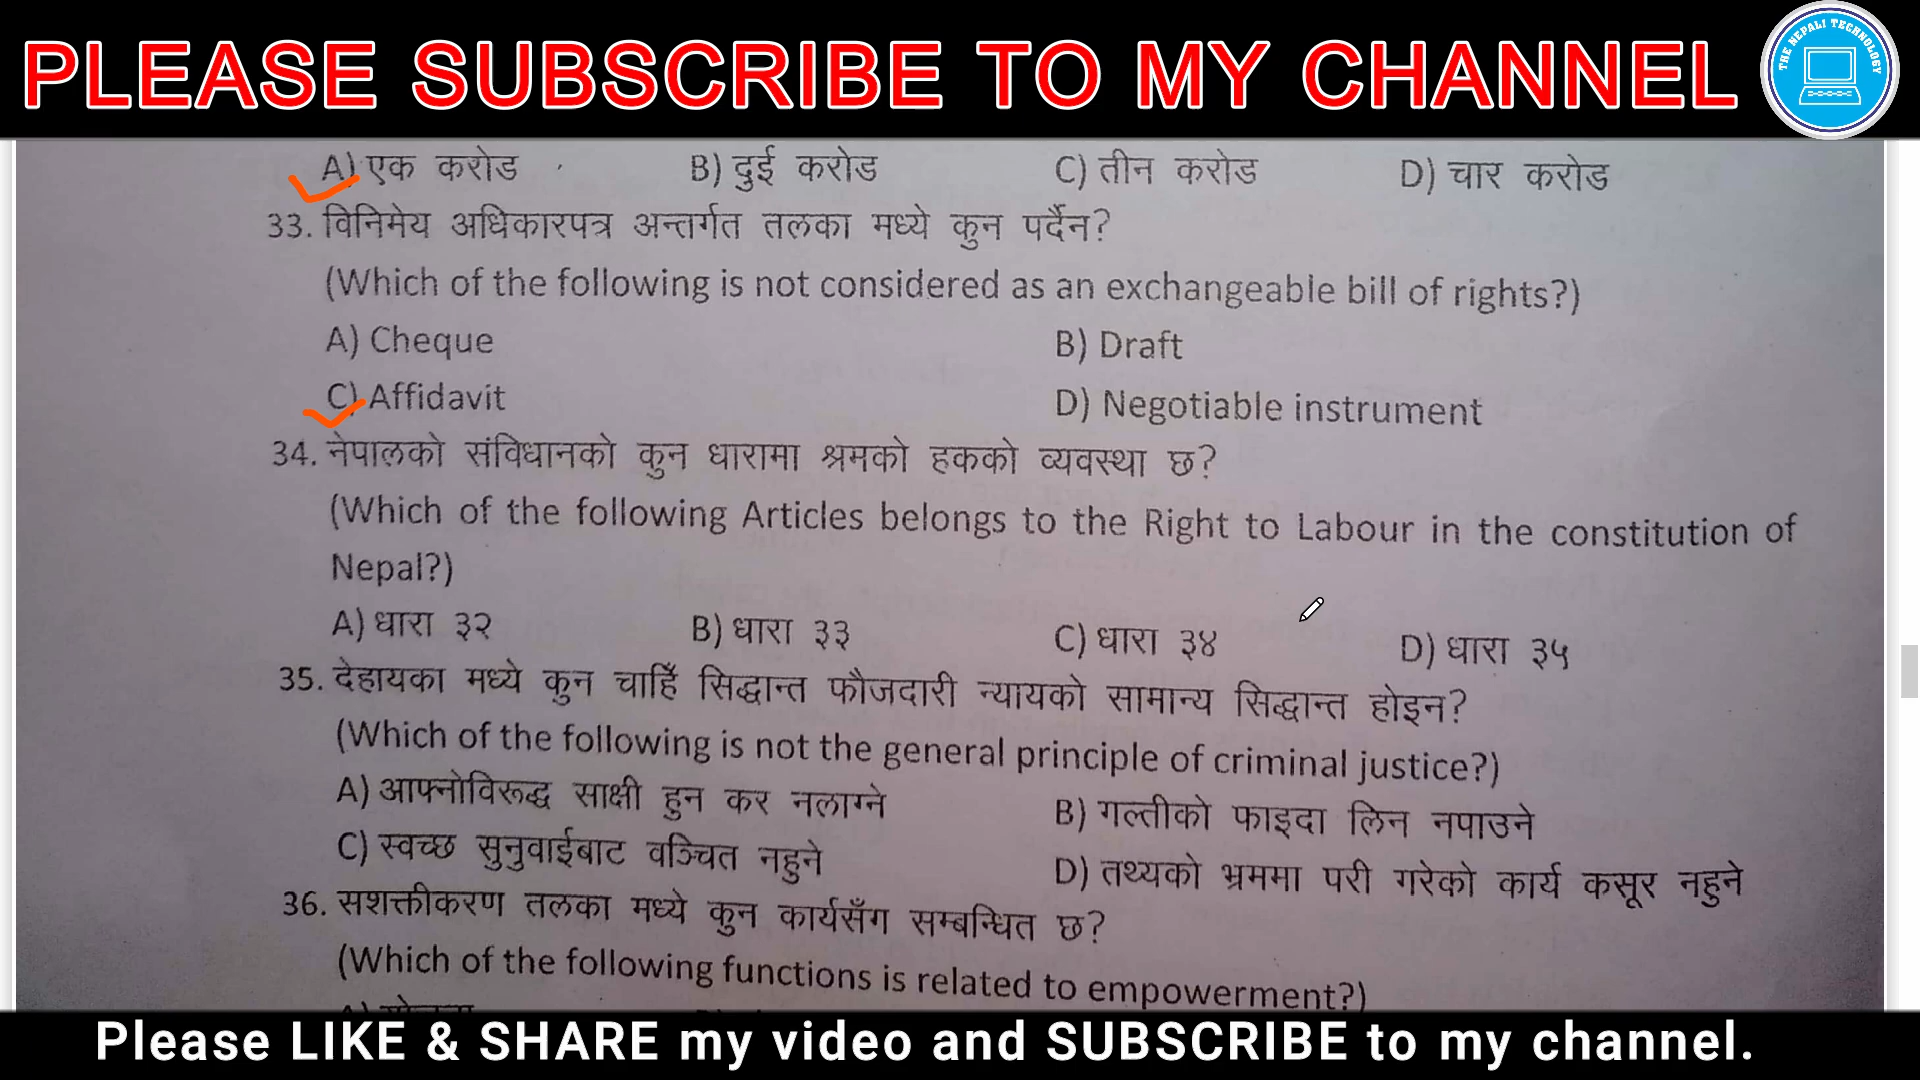 PLEASE SUBSCRIBE TO MY CHANNEL
THE NEPALI TECHNOLOGY
A) एक करोड B) दुई करोड C) तीन करोड D) चार करोड
33. विनिमेय अधिकारपत्र अन्तर्गत तलका मध्ये कुन पर्दैन?
(Which of the following is not considered as an exchangeable bill of rights?)
A) Cheque B) Draft
C) Affidavit D) Negotiable instrument
34. नेपालको संविधानको कुन धारामा श्रमको हकको व्यवस्था छ?
(Which of the following Articles belongs to the Right to Labour in the constitution of
Nepal?)
A) धारा ३२ B) धारा ३३ C) धारा ३४ D) धारा ३५
35. देहायका मध्ये कुन चाहिँ सिद्धान्त फौजदारी न्यायको सामान्य सिद्धान्त होइन?
(Which of the following is not the general principle of criminal justice?)
A) आफ्नोविरूद्ध साक्षी हुन कर नलाग्ने B) गल्तीको फाइदा लिन नपाउने
C) स्वच्छ सुनुवाईबाट वञ्चित नहुने D) तथ्यको भ्रममा परी गरेको कार्य कसूर नहुने
36. सशक्तीकरण तलका मध्ये कुन कार्यसँग सम्बन्धित छ?
(Which of the following functions is related to empowerment?)
Please LIKE & SHARE my video and SUBSCRIBE to my channel.